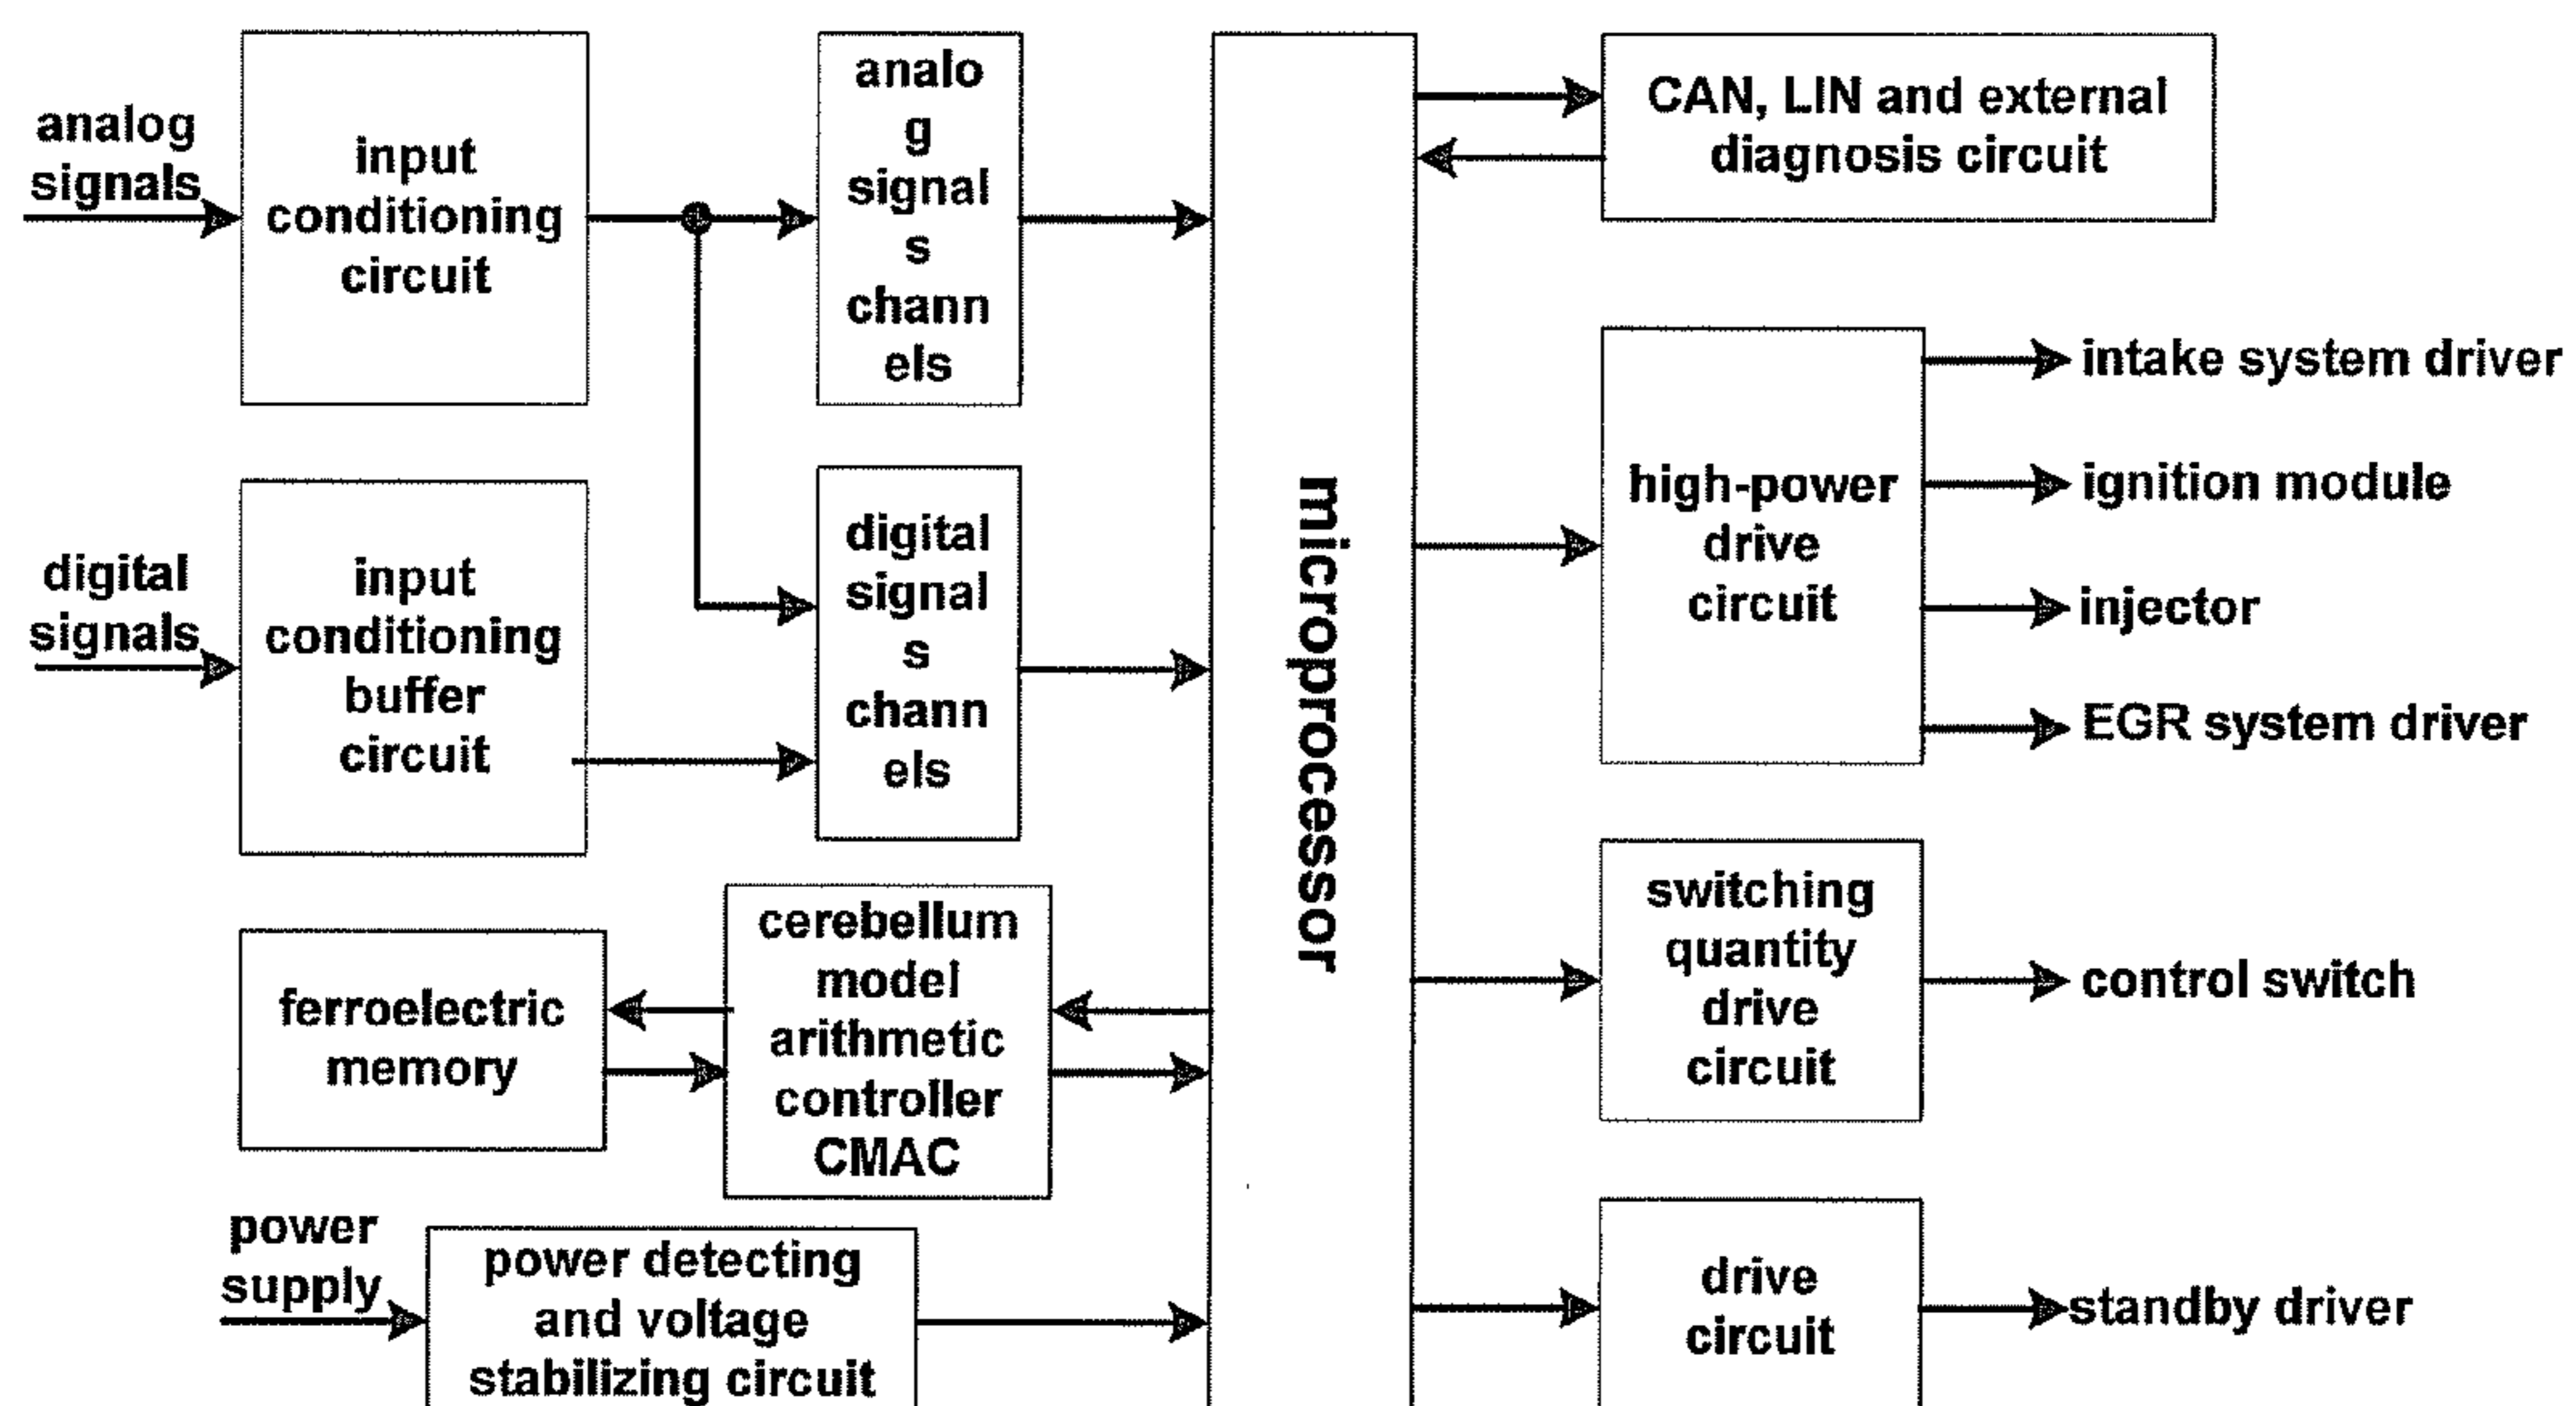 analog
signals
input
conditioning
circuit
analo
g
signal
s
chann
els
digital
signals
input
conditioning
buffer
circuit
digital
signal
s
chann
els
ferroelectric
memory
cerebellum
model
arithmetic
controller
CMAC
power
supply
power detecting
and voltage
stabilizing circuit
microprocessor
CAN, LIN and external
diagnosis circuit
high-power
drive
circuit
intake system driver
ignition module
injector
EGR system driver
switching
quantity
drive
circuit
control switch
drive
circuit
standby driver